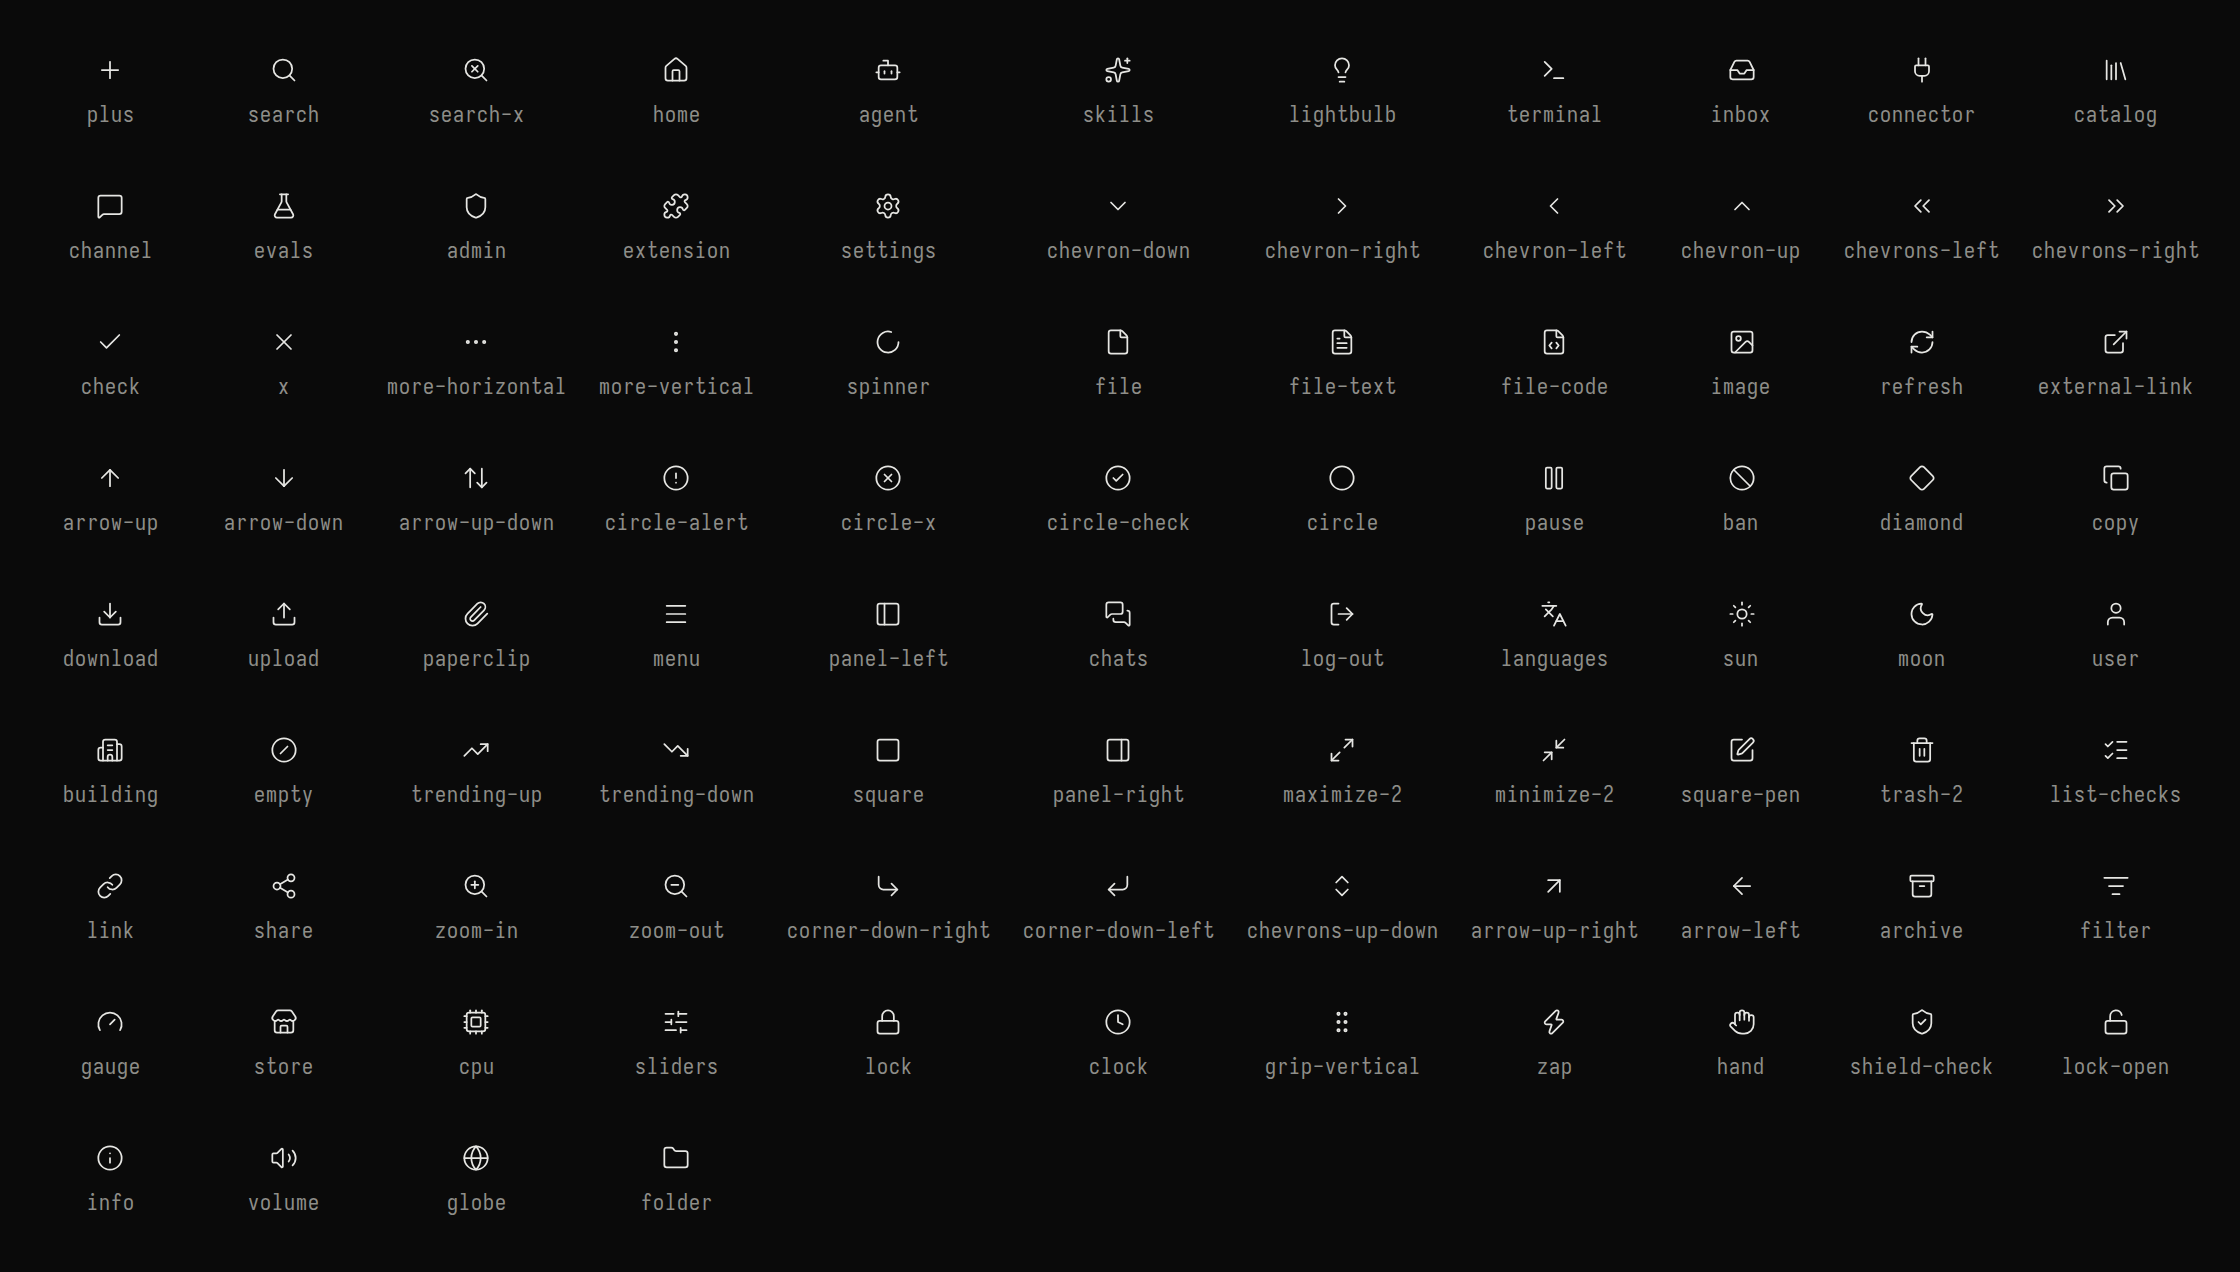 plus search search-x home agent skills lightbulb terminal inbox connector catalog
channel evals admin extension settings chevron-down chevron-right chevron-left chevron-up chevrons-left chevrons-right
check x more-horizontal more-vertical spinner file file-text file-code image refresh external-link
arrow-up arrow-down arrow-up-down circle-alert circle-x circle-check circle pause ban diamond copy
download upload paperclip menu panel-left chats log-out languages sun moon user
building empty trending-up trending-down square panel-right maximize-2 minimize-2 square-pen trash-2 list-checks
link share zoom-in zoom-out corner-down-right corner-down-left chevrons-up-down arrow-up-right arrow-left archive filter
gauge store cpu sliders lock clock grip-vertical zap hand shield-check lock-open
info volume globe folder